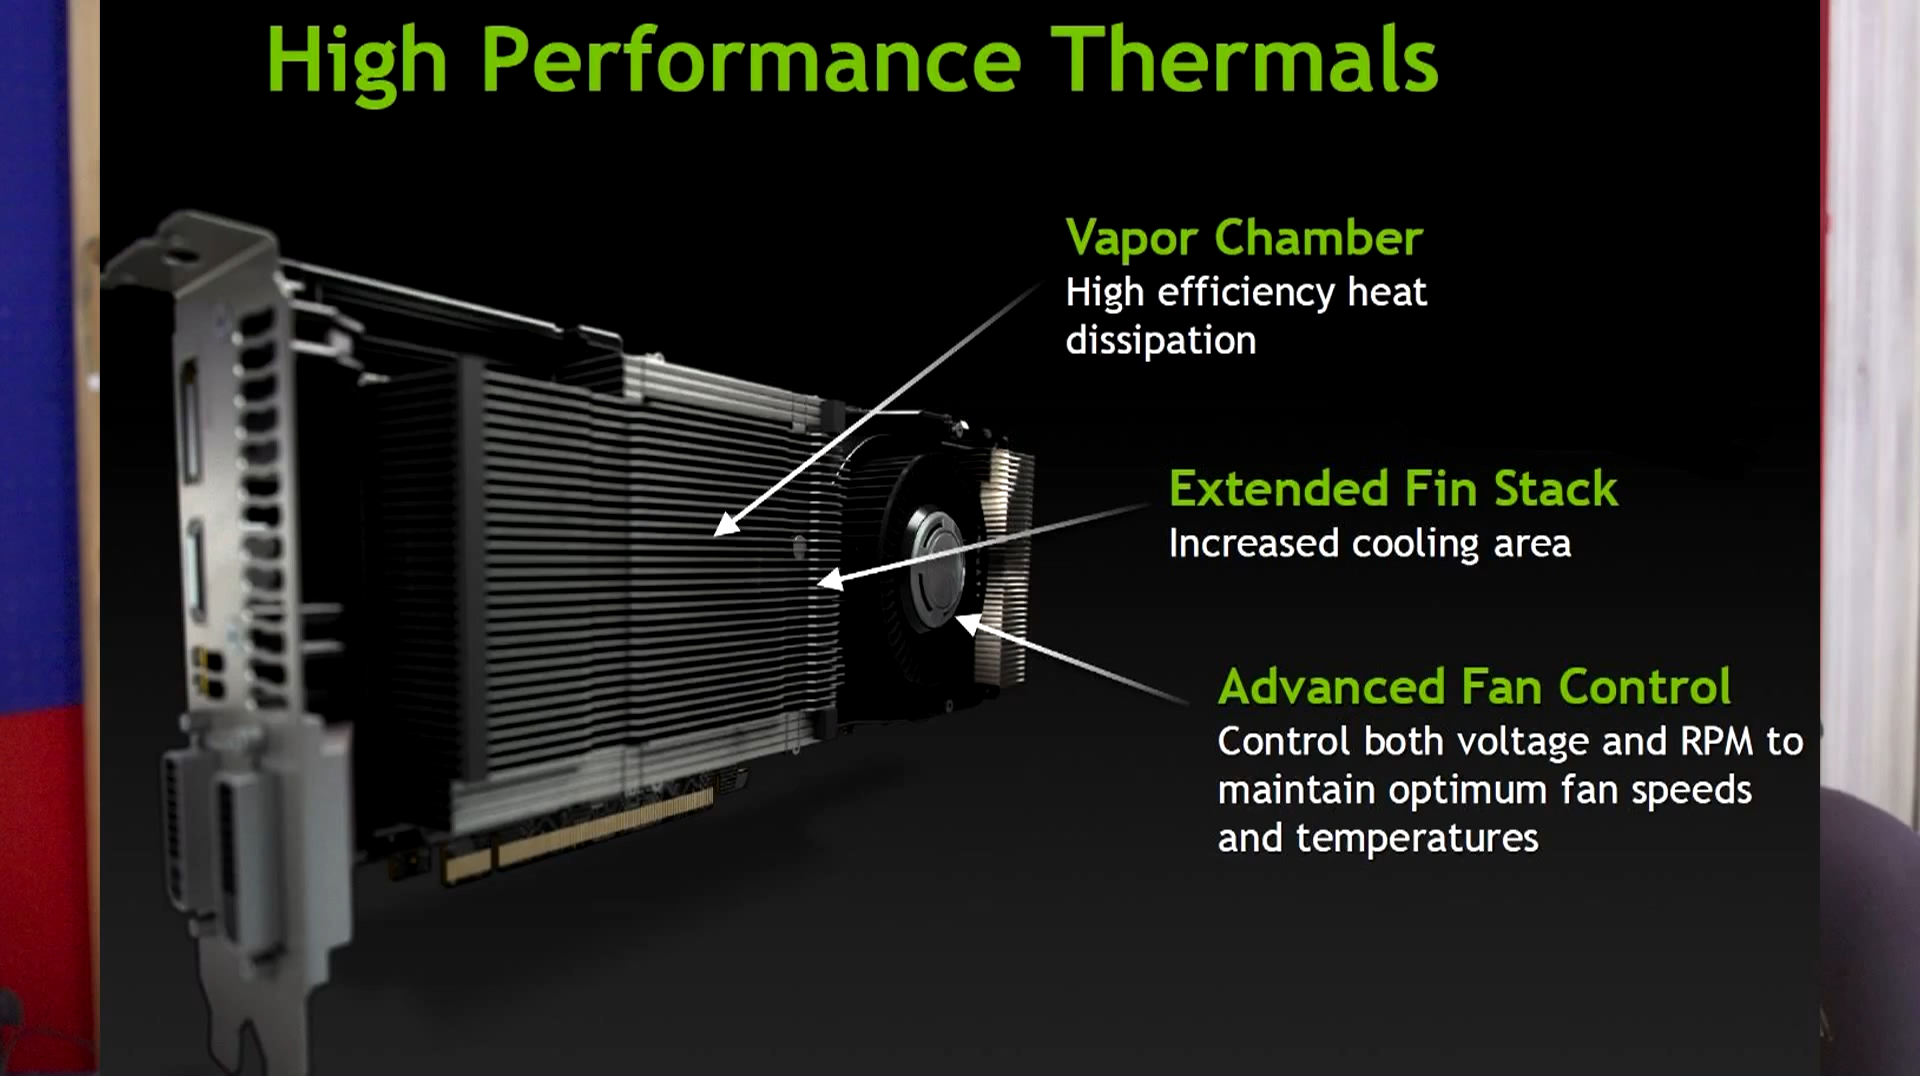 High Performance Thermals
Vapor Chamber
High efficiency heat
dissipation
Extended Fin Stack
Increased cooling area
Advanced Fan Control
Control both voltage and RPM to
maintain optimum fan speeds
and temperatures